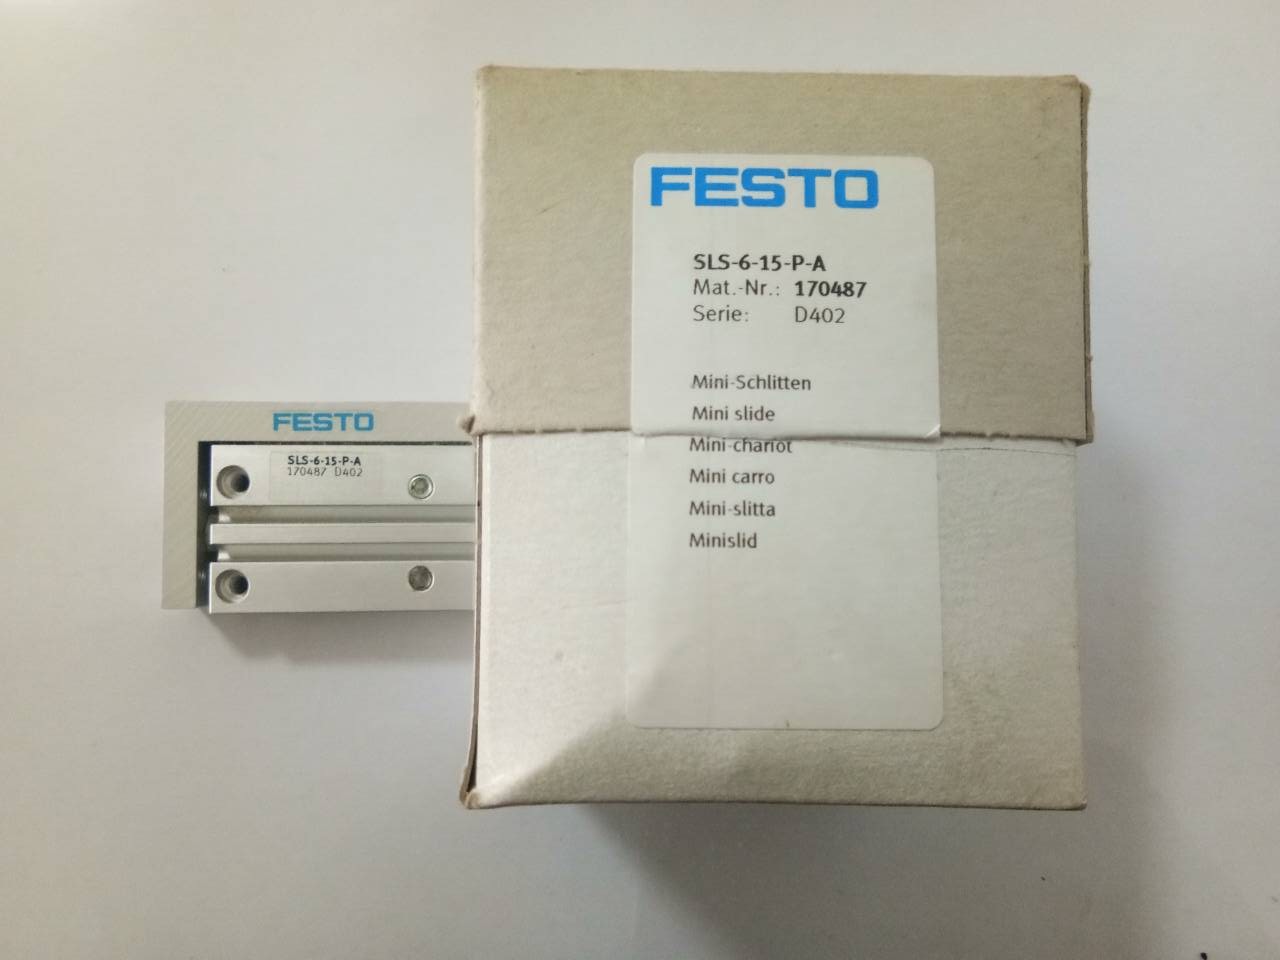 FESTO
SLS-6-15-P-A
Mat.-Nr.: 170487
Serie: D402
Mini-Schlitten
Mini slide
Mini-chariot
Mini carro
Mini-slitta
Minislid
FESTO
SLS-6-15-P-A
170487 D402